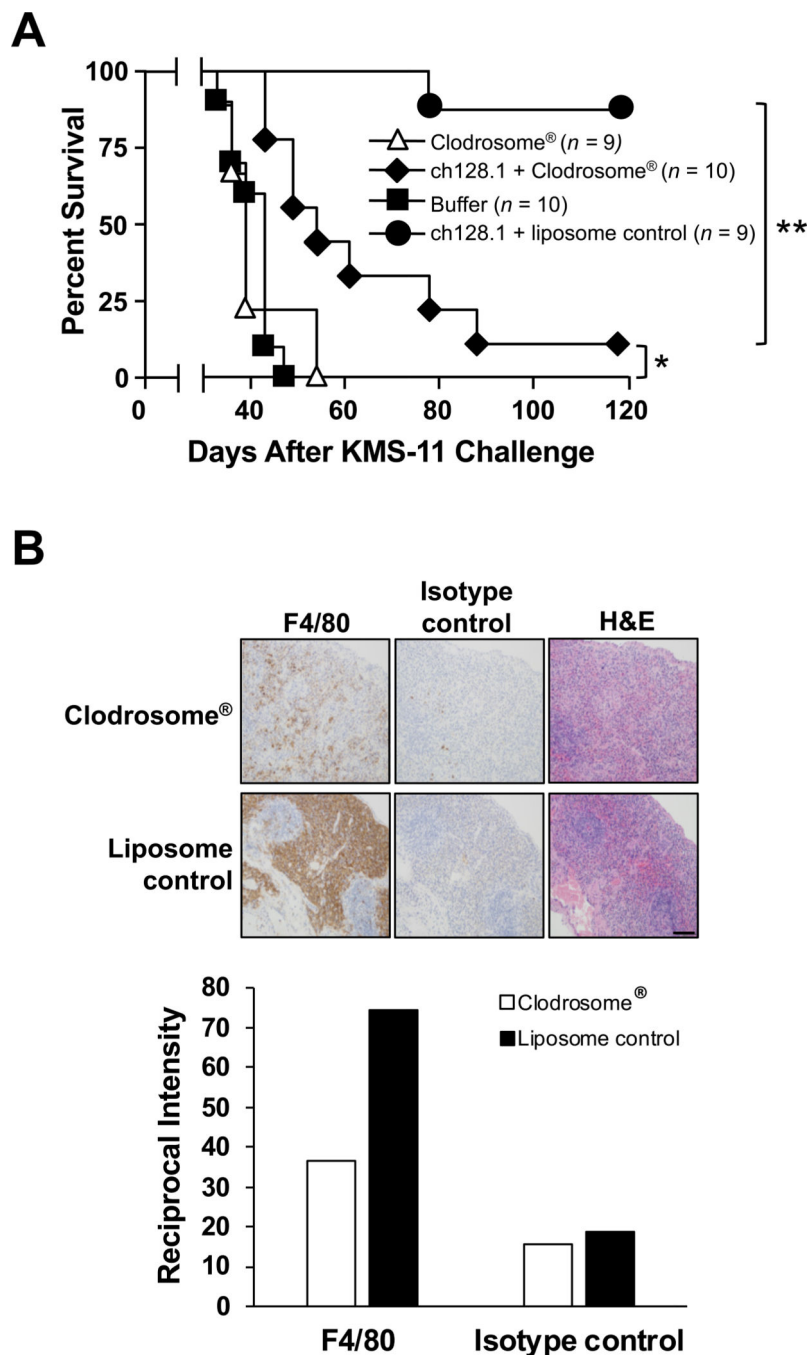 A
Percent Survival
100
75
50
25
0
Clodrosome® (n = 9)
ch128.1 + Clodrosome® (n = 10)
Buffer (n = 10)
ch128.1 + liposome control (n = 9)
**
*
0 40 60 80 100 120
Days After KMS-11 Challenge
B
F4/80
Isotype
control
H&E
Clodrosome®
Liposome
control
Reciprocal Intensity
80
70
60
50
40
30
20
10
0
Clodrosome®
Liposome control
F4/80 Isotype control